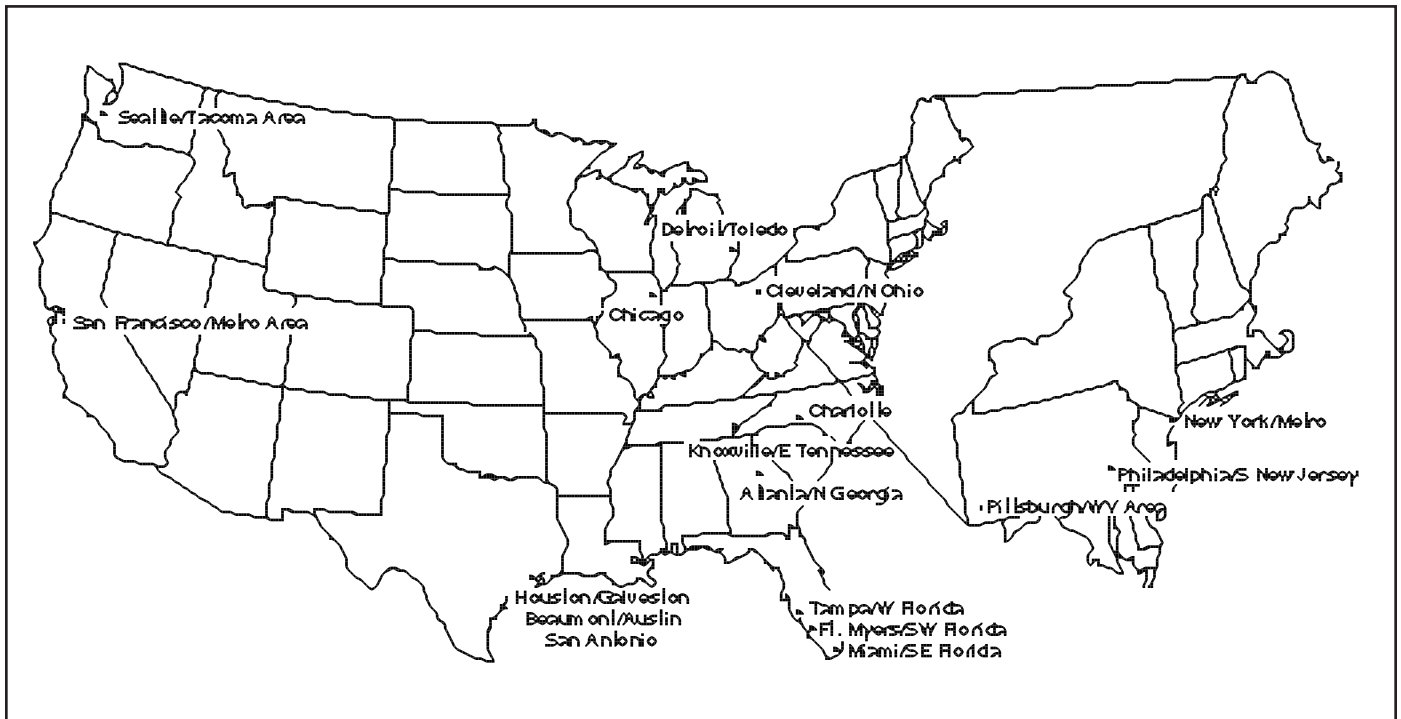 Seattle/Tacoma Area
Detroit/Toledo
Cleveland/N Ohio
Chicago
San Francisco/Metro Area
Charlotte
New York/Metro
Knoxville/E Tennessee
Philadelphia/S New Jersey
Atlanta/N Georgia
Pittsburgh/WV Area
Houston/Galveston
Beaumont/Austin
San Antonio
Tampa/W Florida
Ft. Myers/SW Florida
Miami/SE Florida